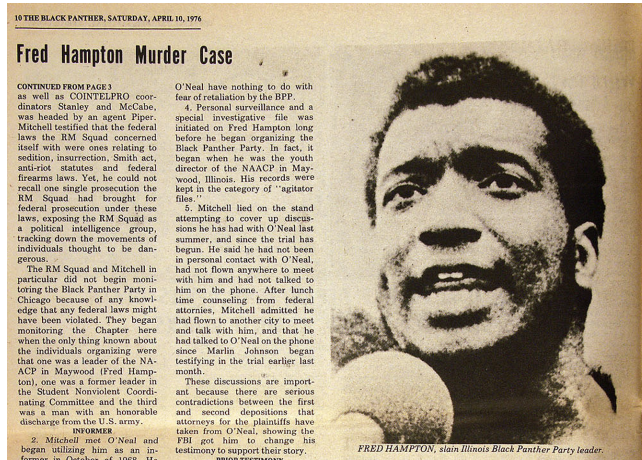 10 THE BLACK PANTHER, SATURDAY, APRIL 10, 1976
Fred Hampton Murder Case
CONTINUED FROM PAGE 3
as well as COINTELPRO coor-
dinators Stanley and McCabe,
was headed by an agent Piper.
Mitchell testified that the federal
laws the RM Squad concerned
itself with were ones relating to
sedition, insurrection, Smith act,
anti-riot statutes and federal
firearms laws. Yet, he could not
recall one single prosecution the
RM Squad had brought for
federal prosecution under these
laws, exposing the RM Squad as
a political intelligence group,
tracking down the movements of
individuals thought to be dan-
gerous.
The RM Squad and Mitchell in
particular did not begin moni-
toring the Black Panther Party in
Chicago because of any knowl-
edge that any federal laws might
have been violated. They began
monitoring the Chapter here
when the only thing known about
the individuals organizing were
that one was a leader of the NA-
ACP in Maywood (Fred Hamp-
ton), one was a former leader in
the Student Nonviolent Coordi-
nating Committee and the third
was a man with an honorable
discharge from the U.S. army.
INFORMER
2. Mitchell met O'Neal and
began utilizing him as an in-
former in October of 1968. He
O'Neal have nothing to do with
fear of retaliation by the BPP.
4. Personal surveillance and a
special investigative file was
initiated on Fred Hampton long
before he began organizing the
Black Panther Party. In fact, it
began when he was the youth
director of the NAACP in May-
wood, Illinois. His records were
kept in the category of "agitator
files."
5. Mitchell lied on the stand
attempting to cover up discus-
sions he has had with O'Neal last
summer, and since the trial has
begun. He said he had not been
in personal contact with O'Neal,
had not flown anywhere to meet
with him and had not talked to
him on the phone. After lunch
time counseling from federal
attornies, Mitchell admitted he
had flown to another city to meet
and talk with him, and that he
had talked to O'Neal on the phone
since Marlin Johnson began
testifying in the trial earlier last
month.
These discussions are import-
ant because there are serious
contradictions between the first
and second depositions that
attorneys for the plaintiffs have
taken from O'Neal, showing the
FBI got him to change his
testimony to support their story.
PRIOR TESTIMONY
FRED HAMPTON, slain Illinois Black Panther Party leader.